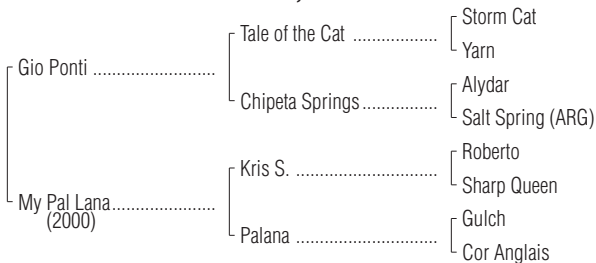 Storm Cat
Tale of the Cat ..................
Yarn
Gio Ponti ..........................
Alydar
Chipeta Springs................
Salt Spring (ARG)
Roberto
Kris S. ..............................
Sharp Queen
My Pal Lana......................
(2000)
Gulch
Palana ..............................
Cor Anglais